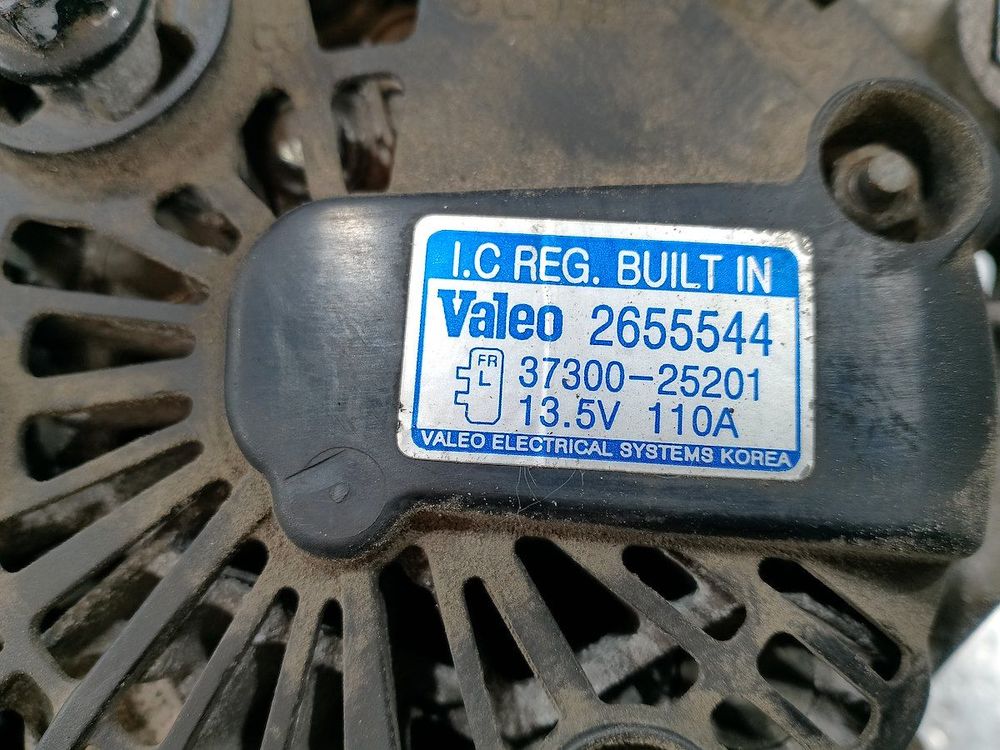 I.C REG. BUILT IN
Valeo 2655544
FR
L
37300-25201
13.5V 110A
VALEO ELECTRICAL SYSTEMS KOREA